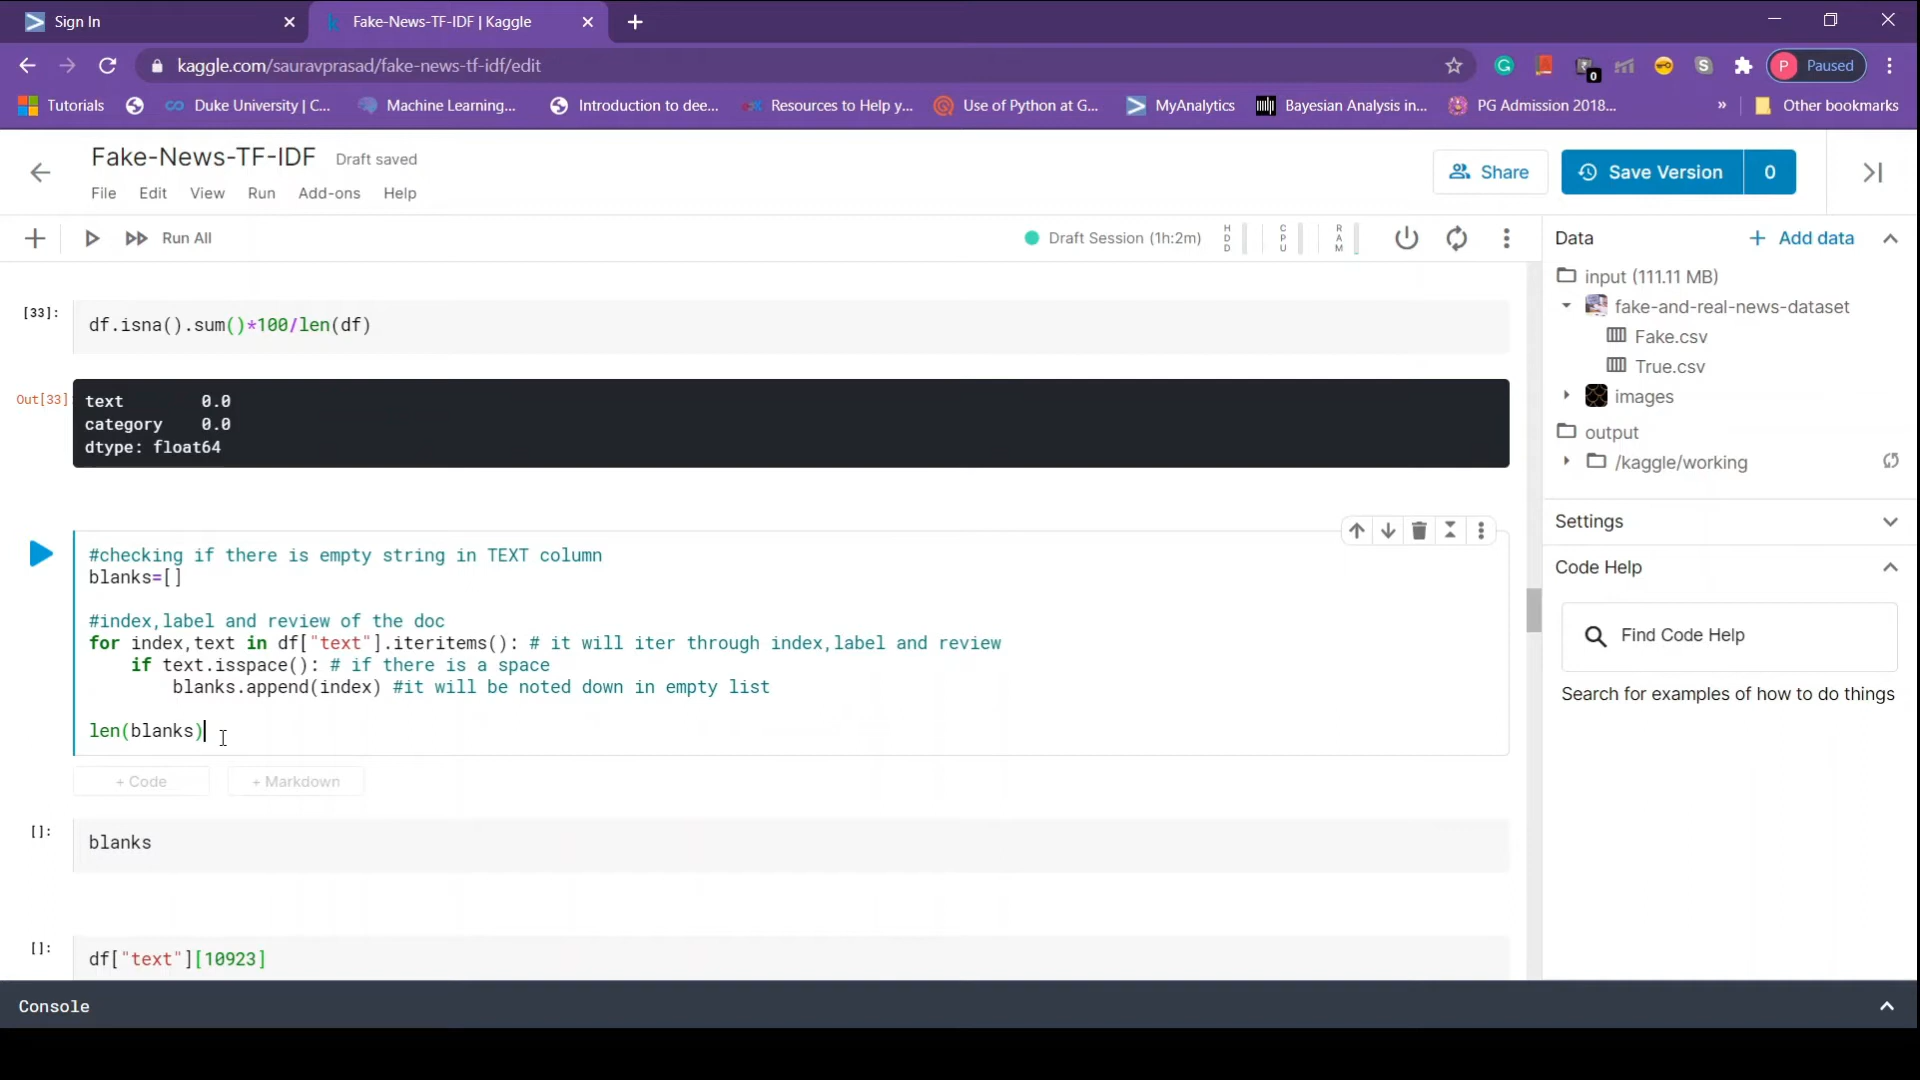 Sign In
Fake-News-TF-IDF | Kaggle
kaggle.com/sauravprasad/fake-news-tf-idf/edit
0
P Paused
Tutorials
Duke University | C...
Machine Learning...
Introduction to dee...
Resources to Help y...
Use of Python at G...
MyAnalytics
Bayesian Analysis in...
PG Admission 2018...
»
Other bookmarks
Fake-News-TF-IDF Draft saved
File Edit View Run Add-ons Help
Share
Save Version 0
Run All
Draft Session (1h:2m)
HDD
CPU
RAM
[33]:
df.isna().sum()*100/len(df)
Out[33]:
text 0.0
category 0.0
dtype: float64
#checking if there is empty string in TEXT column
blanks=[]
#index,label and review of the doc
for index,text in df["text"].iteritems(): # it will iter through index,label and review
if text.isspace(): # if there is a space
blanks.append(index) #it will be noted down in empty list
len(blanks)
+ Code
+ Markdown
[]:
blanks
[]:
df["text"][10923]
Data
+ Add data
input (111.11 MB)
fake-and-real-news-dataset
Fake.csv
True.csv
images
output
/kaggle/working
Settings
Code Help
Find Code Help
Search for examples of how to do things
Console